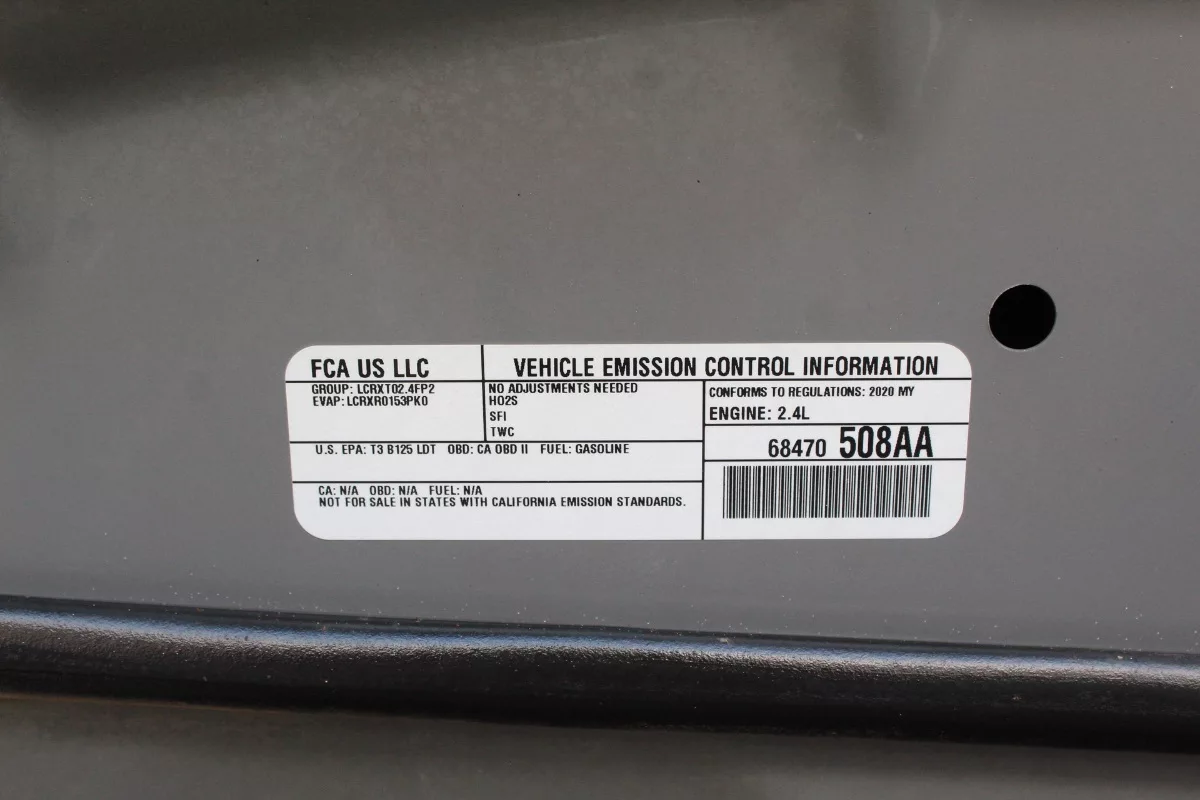 FCA US LLC
VEHICLE EMISSION CONTROL INFORMATION
GROUP: LCRXT02.4FP2
EVAP: LCRXR0153PK0
NO ADJUSTMENTS NEEDED
HO2S
SFI
TWC
CONFORMS TO REGULATIONS: 2020 MY
ENGINE: 2.4L
68470 508AA
U.S. EPA: T3 B125 LDT OBD: CA OBD II FUEL: GASOLINE
CA: N/A OBD: N/A FUEL: N/A
NOT FOR SALE IN STATES WITH CALIFORNIA EMISSION STANDARDS.